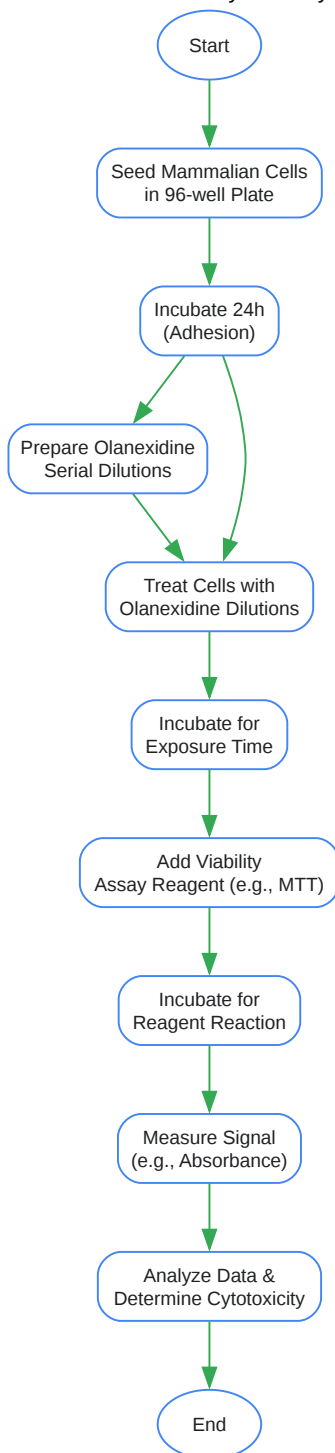 Start
Seed Mammalian Cells
in 96-well Plate
Incubate 24h
(Adhesion)
Prepare Olanexidine
Serial Dilutions
Treat Cells with
Olanexidine Dilutions
Incubate for
Exposure Time
Add Viability
Assay Reagent (e.g., MTT)
Incubate for
Reagent Reaction
Measure Signal
(e.g., Absorbance)
Analyze Data &
Determine Cytotoxicity
End